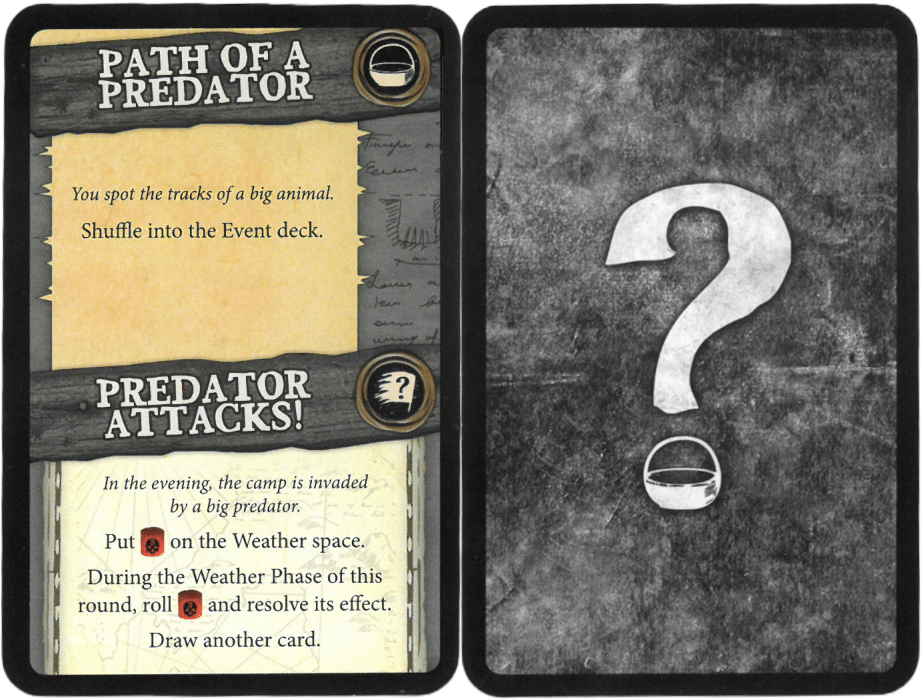 PATH OF A
PREDATOR
You spot the tracks of a big animal.
Shuffle into the Event deck.
PREDATOR
ATTACKS!
?
In the evening, the camp is invaded
by a big predator.
Put on the Weather space.
During the Weather Phase of this
round, roll and resolve its effect.
Draw another card.
?